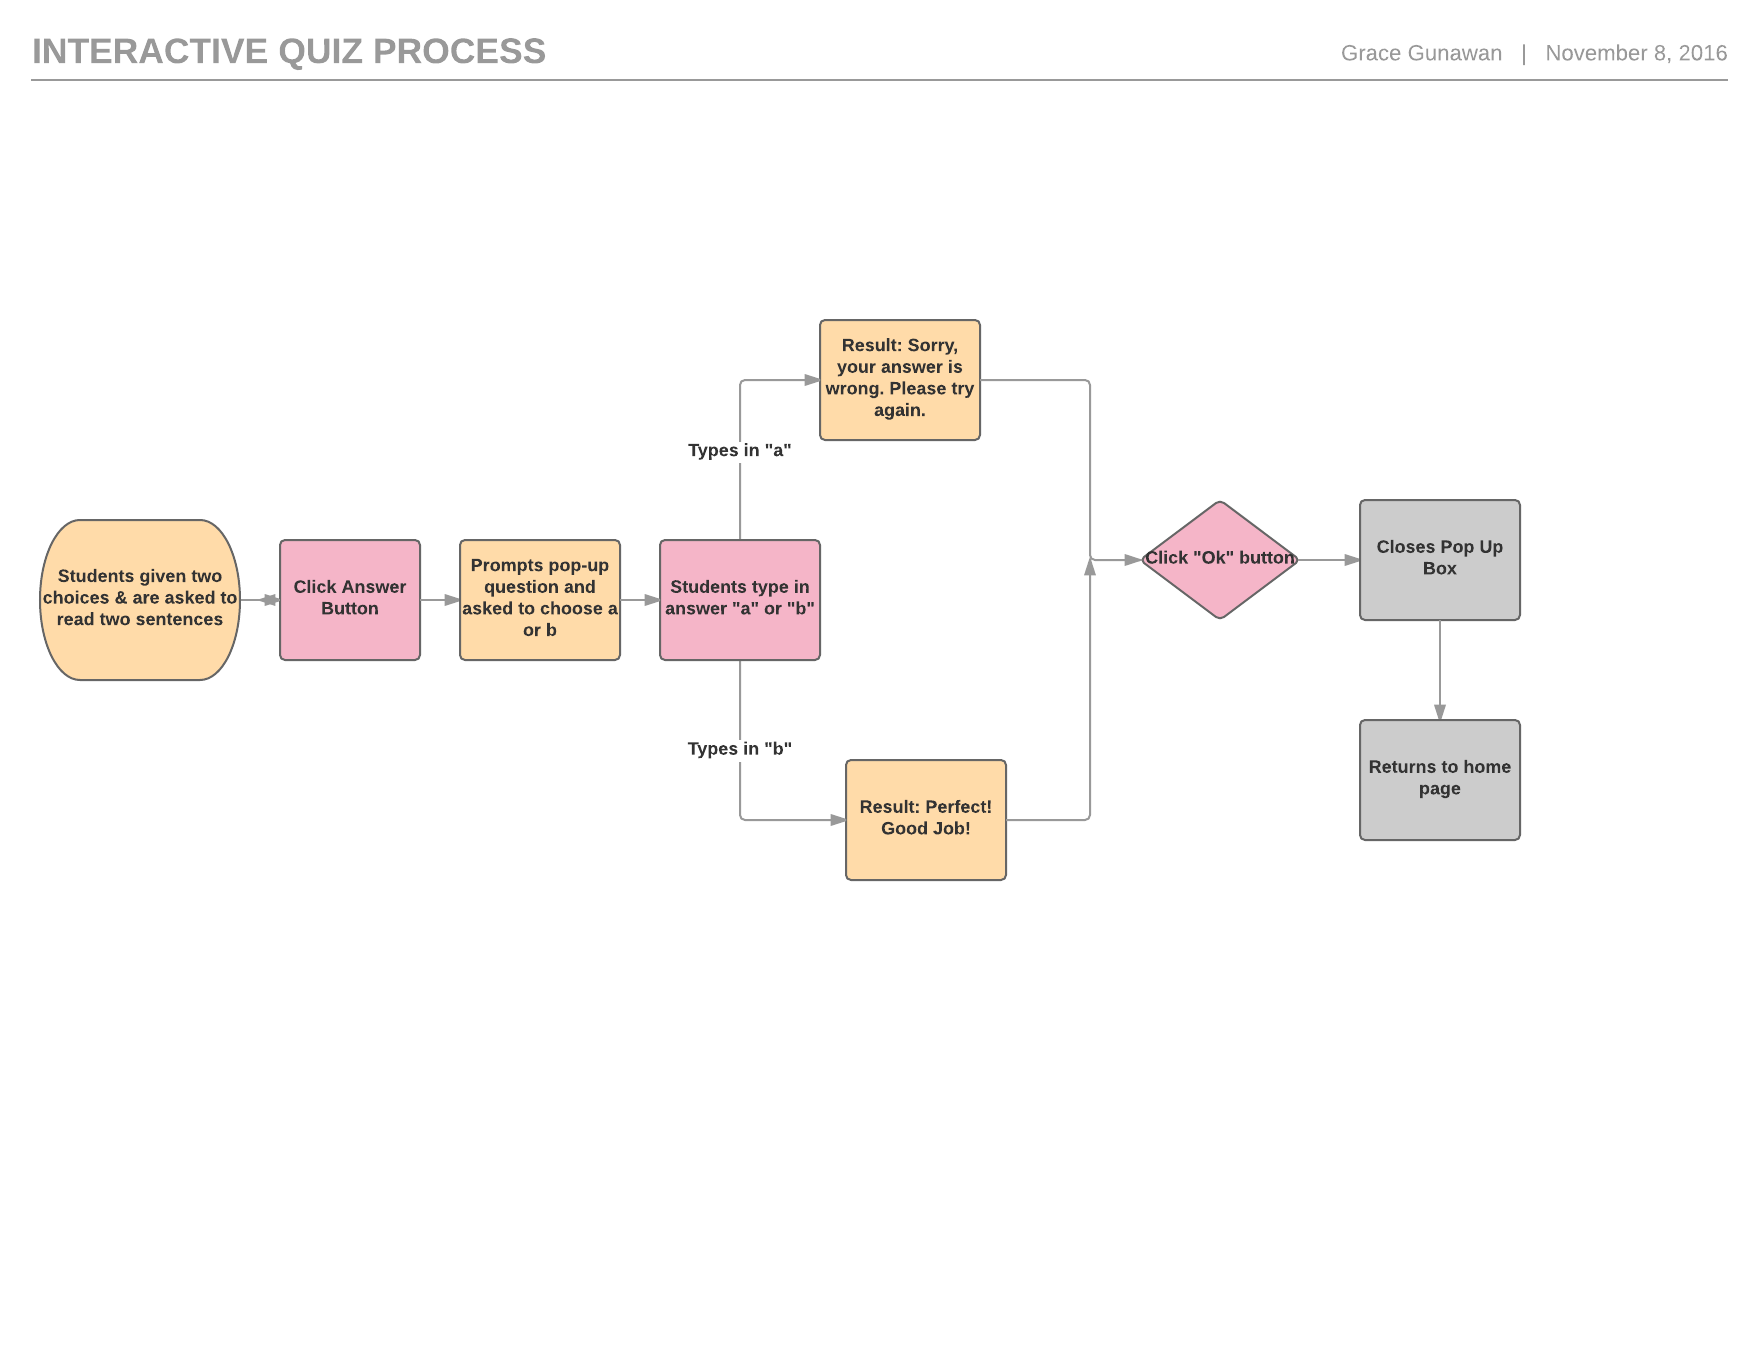 INTERACTIVE QUIZ PROCESS
Grace Gunawan | November 8, 2016
Students given two
choices & are asked to
read two sentences
Click Answer
Button
Prompts pop-up
question and
asked to choose a
or b
Students type in
answer "a" or "b"
Types in "a"
Result: Sorry,
your answer is
wrong. Please try
again.
Types in "b"
Result: Perfect!
Good Job!
Click "Ok" button
Closes Pop Up
Box
Returns to home
page